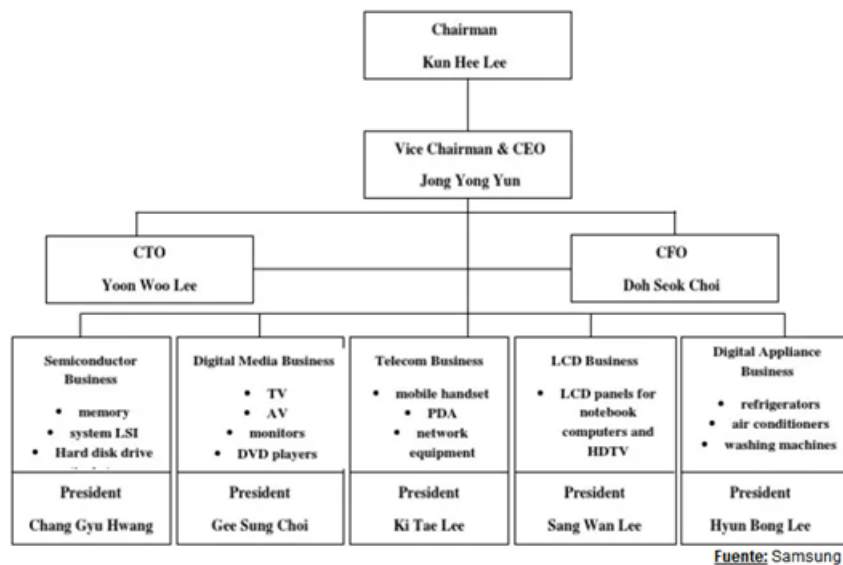 Chairman
Kun Hee Lee
Vice Chairman & CEO
Jong Yong Yun
CTO
Yoon Woo Lee
CFO
Doh Seok Choi
Semiconductor
Business
• memory
• system LSI
• Hard disk drive
President
Chang Gyu Hwang
Digital Media Business
• TV
• AV
• monitors
• DVD players
President
Gee Sung Choi
Telecom Business
• mobile handset
• PDA
• network
equipment
President
Ki Tae Lee
LCD Business
• LCD panels for
notebook
computers and
HDTV
President
Sang Wan Lee
Digital Appliance
Business
• refrigerators
• air conditioners
• washing machines
President
Hyun Bong Lee
Fuente: Samsung